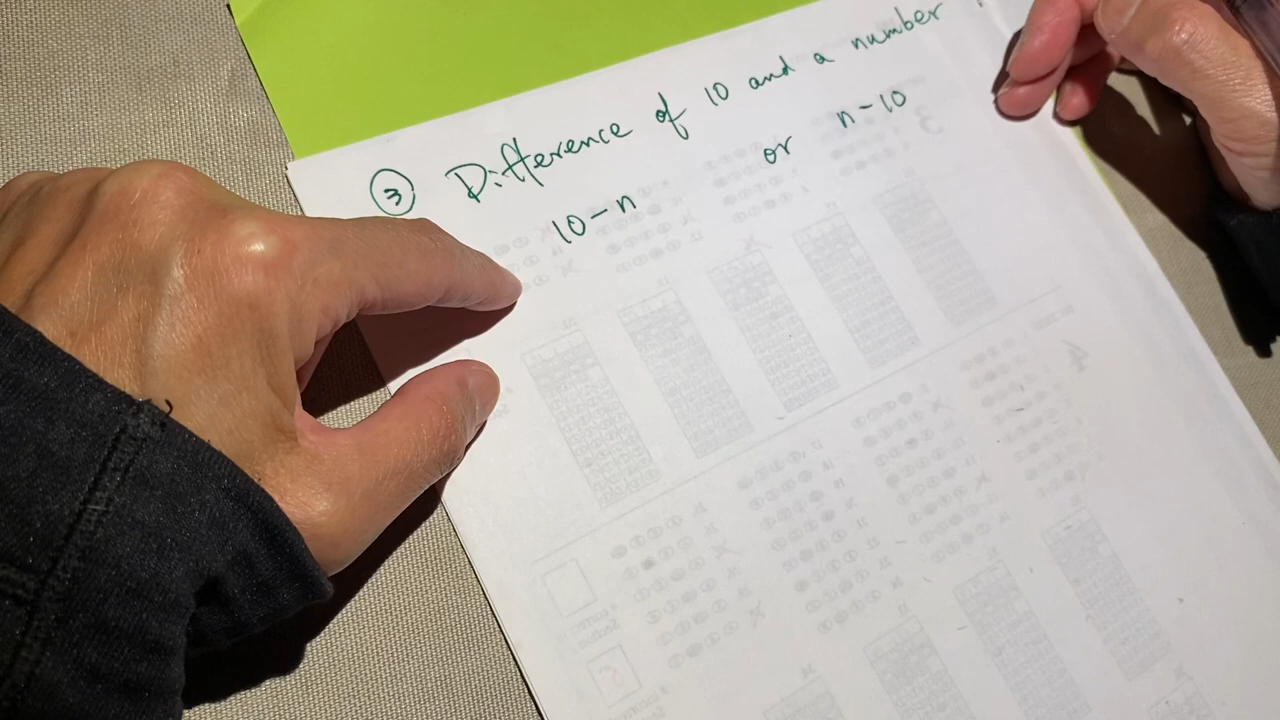 ③ Difference of 10 and a number
10-n or n-10